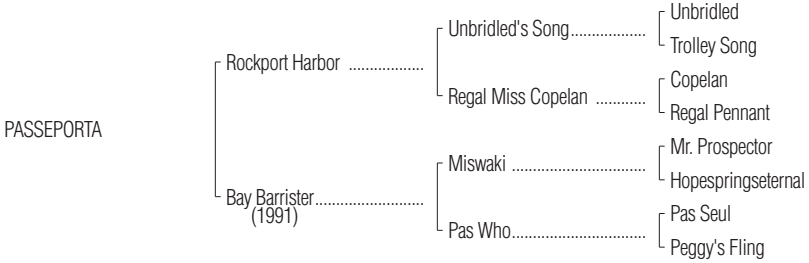 Unbridled
Unbridled's Song..................
Trolley Song
Rockport Harbor ..................
Copelan
Regal Miss Copelan ............
Regal Pennant
PASSEPORTA
Mr. Prospector
Miswaki ................................
Hopespringseternal
Bay Barrister..........................
(1991)
Pas Seul
Pas Who................................
Peggy's Fling